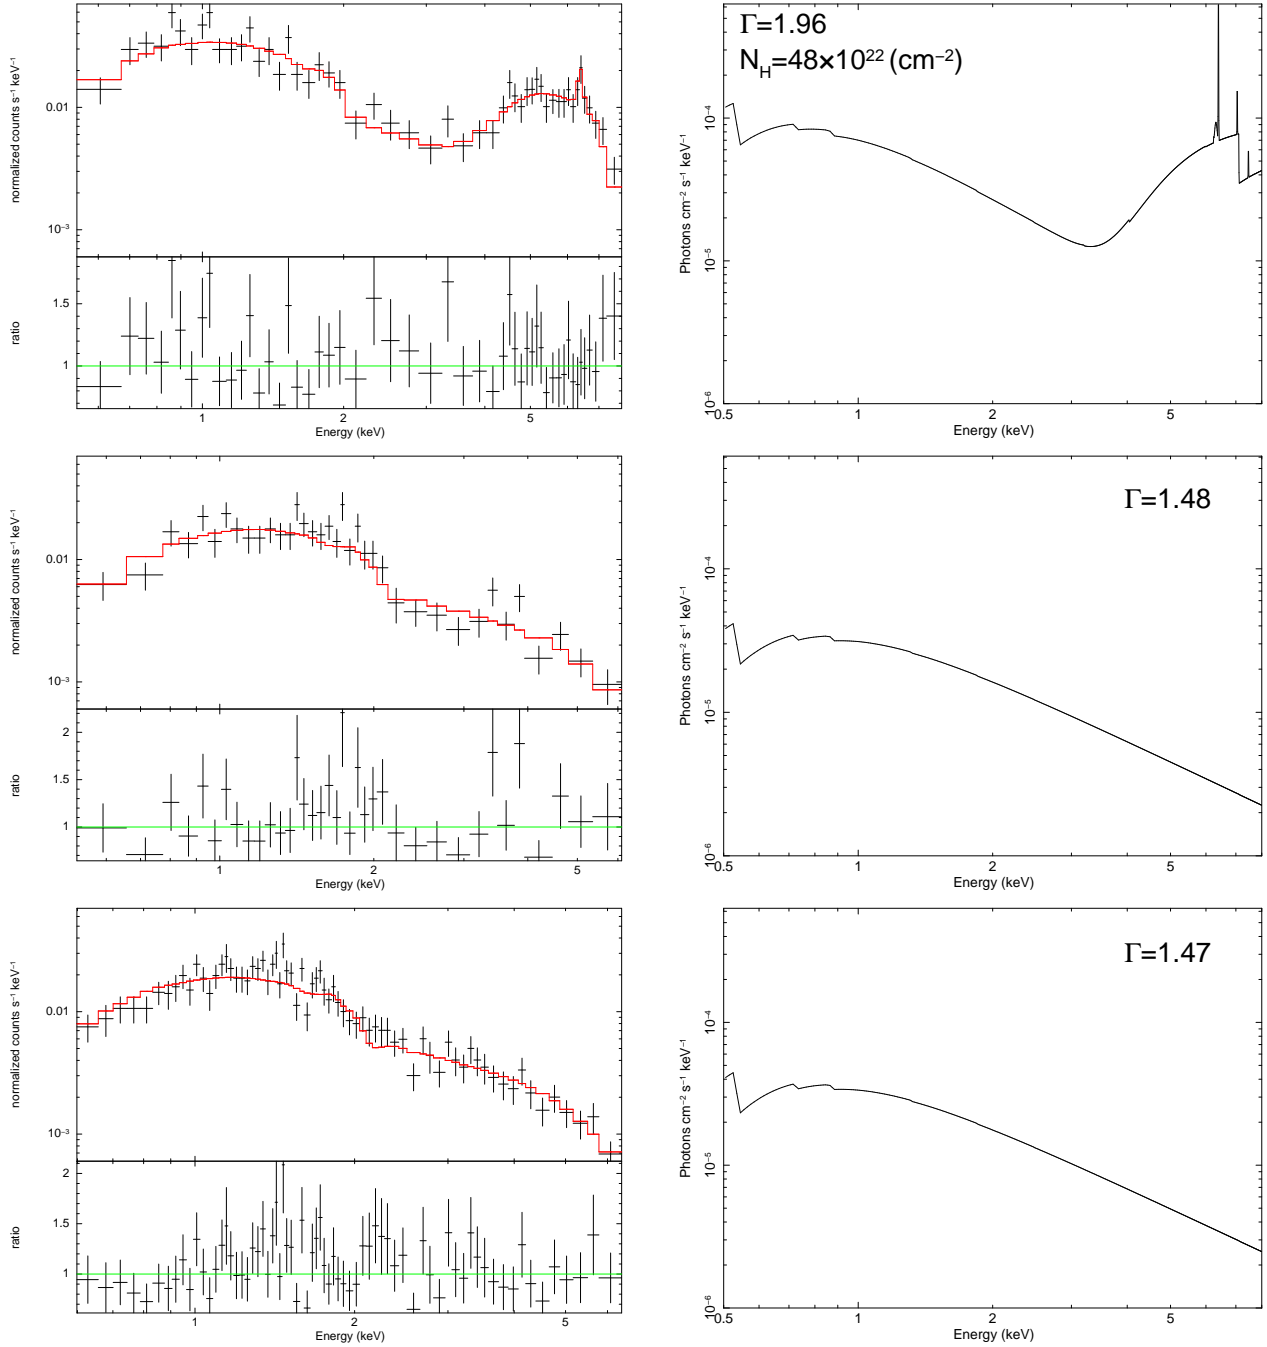 normalized counts s⁻¹ keV⁻¹
0.01
10⁻³
ratio
1.5
1
1
2
5
Energy (keV)
Γ=1.96
N_H=48×10²² (cm⁻²)
Photons cm⁻² s⁻¹ keV⁻¹
10⁻⁴
10⁻⁵
10⁻⁶
0.5
1
2
5
Energy (keV)
normalized counts s⁻¹ keV⁻¹
0.01
10⁻³
ratio
2
1.5
1
1
2
5
Energy (keV)
Γ=1.48
Photons cm⁻² s⁻¹ keV⁻¹
10⁻⁴
10⁻⁵
10⁻⁶
0.5
1
2
5
Energy (keV)
normalized counts s⁻¹ keV⁻¹
0.01
10⁻³
ratio
2
1.5
1
1
2
5
Energy (keV)
Γ=1.47
Photons cm⁻² s⁻¹ keV⁻¹
10⁻⁴
10⁻⁵
10⁻⁶
0.5
1
2
5
Energy (keV)